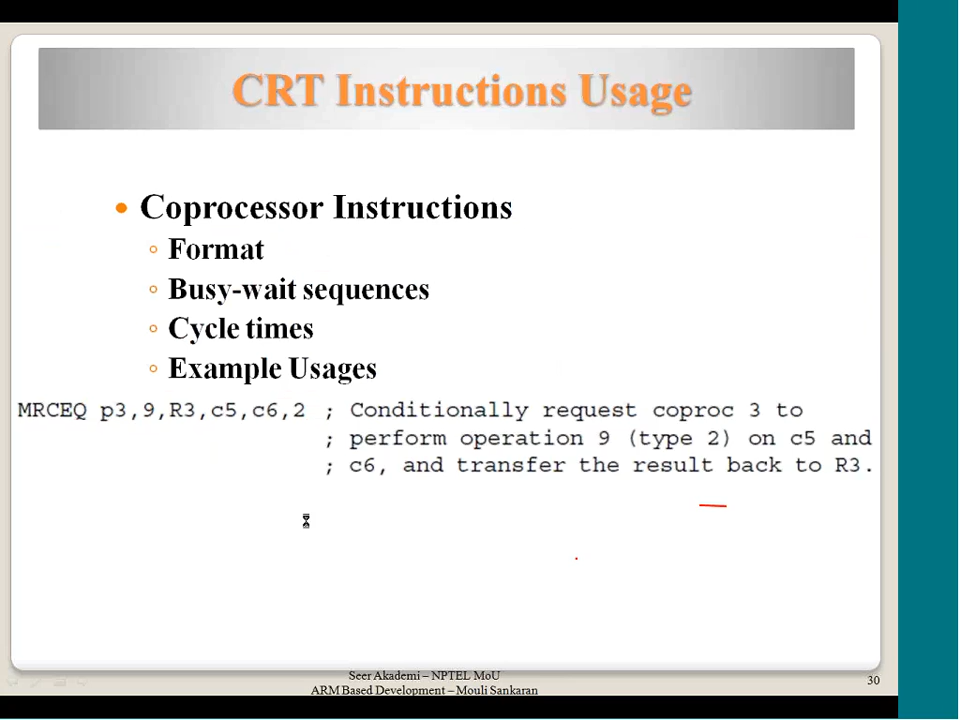 CRT Instructions Usage
Coprocessor Instructions
Format
Busy-wait sequences
Cycle times
Example Usages
MRCEQ p3,9,R3,c5,c6,2 ; Conditionally request coproc 3 to
; perform operation 9 (type 2) on c5 and
; c6, and transfer the result back to R3.
Seer Akademi – NPTEL MoU
ARM Based Development – Mouli Sankaran
30